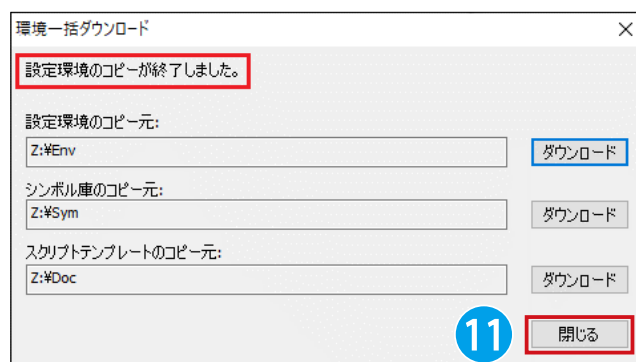 環境一括ダウンロード
設定環境のコピーが終了しました。
設定環境のコピー元:
Z:¥Env
ダウンロード
シンボル庫のコピー元:
Z:¥Sym
ダウンロード
スクリプトテンプレートのコピー元:
Z:¥Doc
ダウンロード
11
閉じる